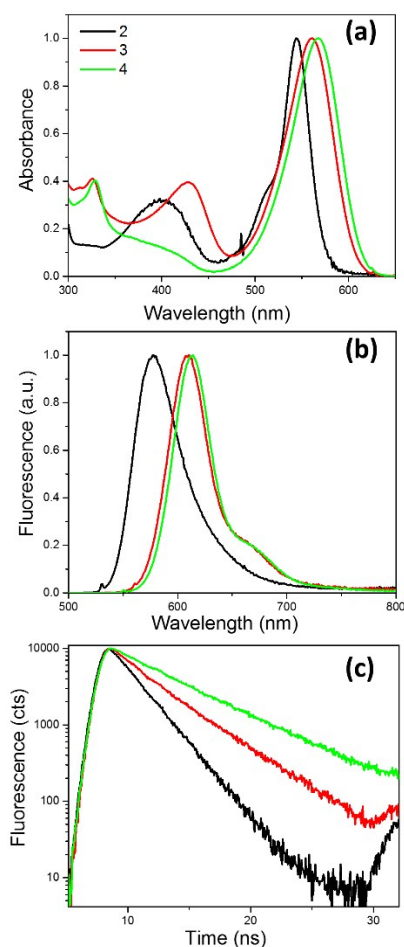 (a)
2
3
4
Absorbance
1.0
0.8
0.6
0.4
0.2
0.0
300 400 500 600
Wavelength (nm)
(b)
Fluorescence (a.u.)
1.0
0.8
0.6
0.4
0.2
0.0
500 600 700 800
Wavelength (nm)
(c)
Fluorescence (cts)
10000
1000
100
10
10 20 30
Time (ns)